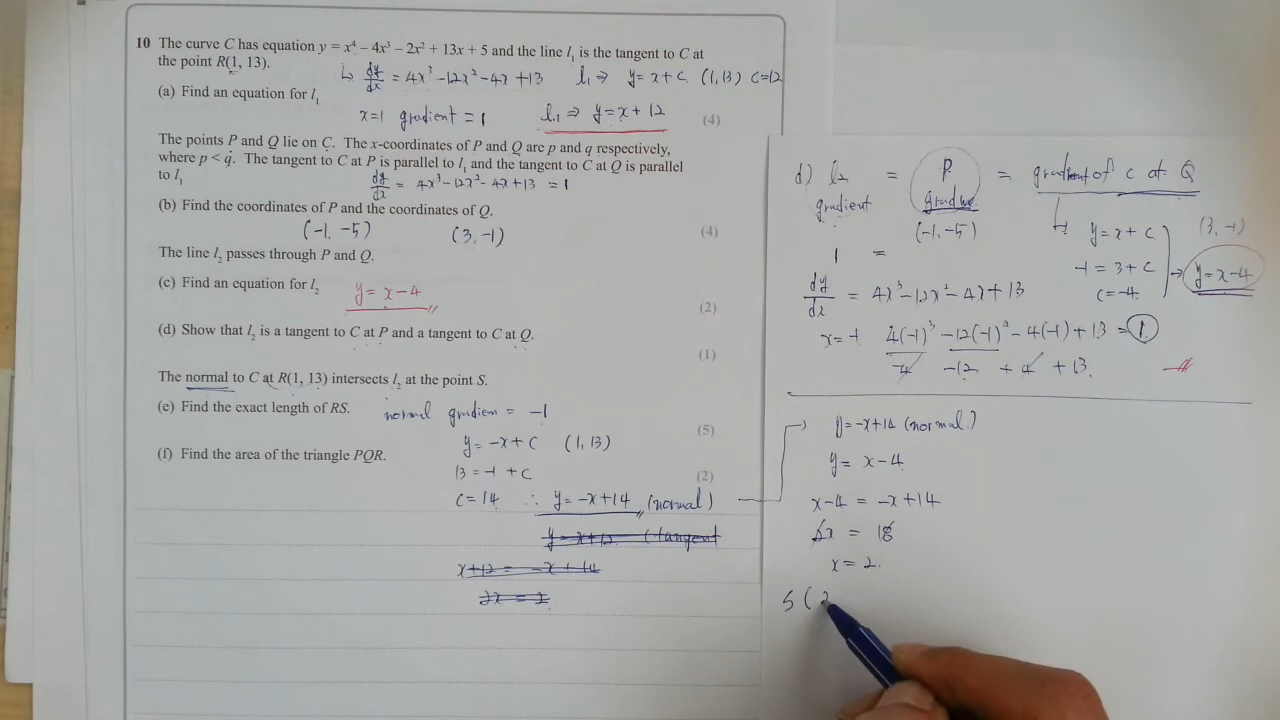 10 The curve C has equation y = x⁴ – 4x³ – 2x² + 13x + 5 and the line l₁ is the tangent to C at
the point R(1, 13).
↳ dy/dx = 4x³ -12x² -4x +13 l₁ ⇒ y = x + c (1, 13) c=12
(a) Find an equation for l₁
x=1 gradient = 1 l₁ ⇒ y = x + 12
(4)
The points P and Q lie on C. The x-coordinates of P and Q are p and q respectively,
where p < q. The tangent to C at P is parallel to l₁ and the tangent to C at Q is parallel
to l₁
dy/dx = 4x³ -12x² -4x +13 = 1
(b) Find the coordinates of P and the coordinates of Q.
(-1, -5) (3, -1)
(4)
The line l₂ passes through P and Q.
(c) Find an equation for l₂
y = x -4
(2)
(d) Show that l₂ is a tangent to C at P and a tangent to C at Q.
(1)
The normal to C at R(1, 13) intersects l₂ at the point S.
(e) Find the exact length of RS.
normal gradien = -1
(5)
y = -x + c (1, 13)
(f) Find the area of the triangle PQR.
13 = -1 + c
(2)
c = 14 ∴ y = -x +14 (normal)
y = x+12 (tangent
x+12 = -x +14
2x = 2
d) l₂ = P. = gradient of C at Q
gradient
(-1, -5)
y = x + c (3, -1)
1 =
-1 = 3 + c → y = x-4
c = -4.
dy/dx = 4x³ -12x² -4x +13
x = -1 4(-1)³ -12(-1)² -4(-1) +13 = 1
-4 -12 + 4 + 13.
y = -x +14 (normal.)
y = x -4
x -4 = -x +14
x = 2.
S ( 2